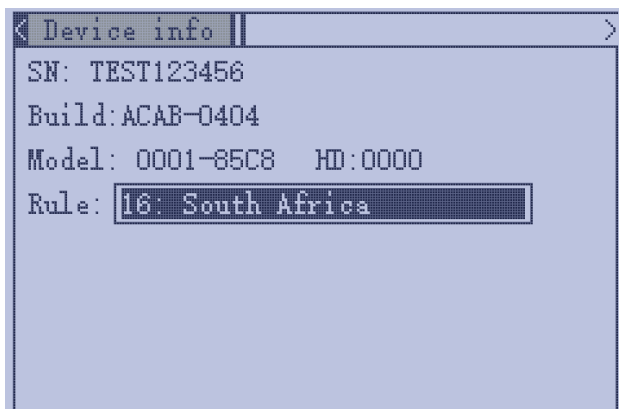 < Device info >
SN: TEST123456
Build:ACAB-0404
Model: 0001-85C8 HD:0000
Rule: 16: South Africa